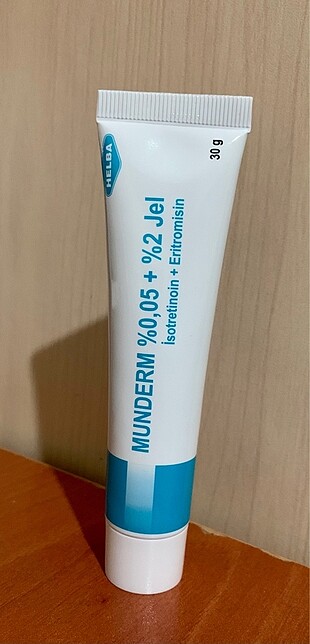 HELBA
30 g
MUNDERM %0,05 + %2 Jel
İsotretinoin + Eritromisin